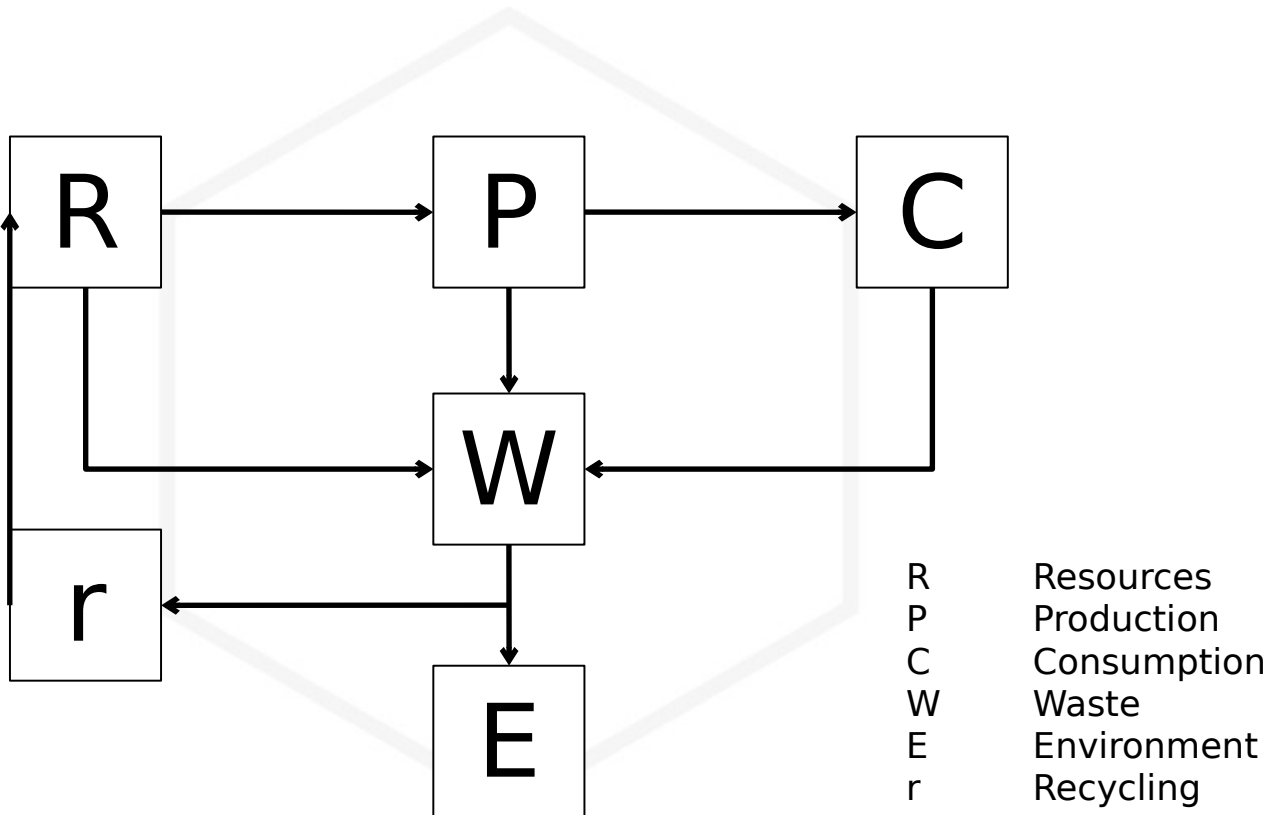 R P C
W
r
E
R Resources
P Production
C Consumption
W Waste
E Environment
r Recycling